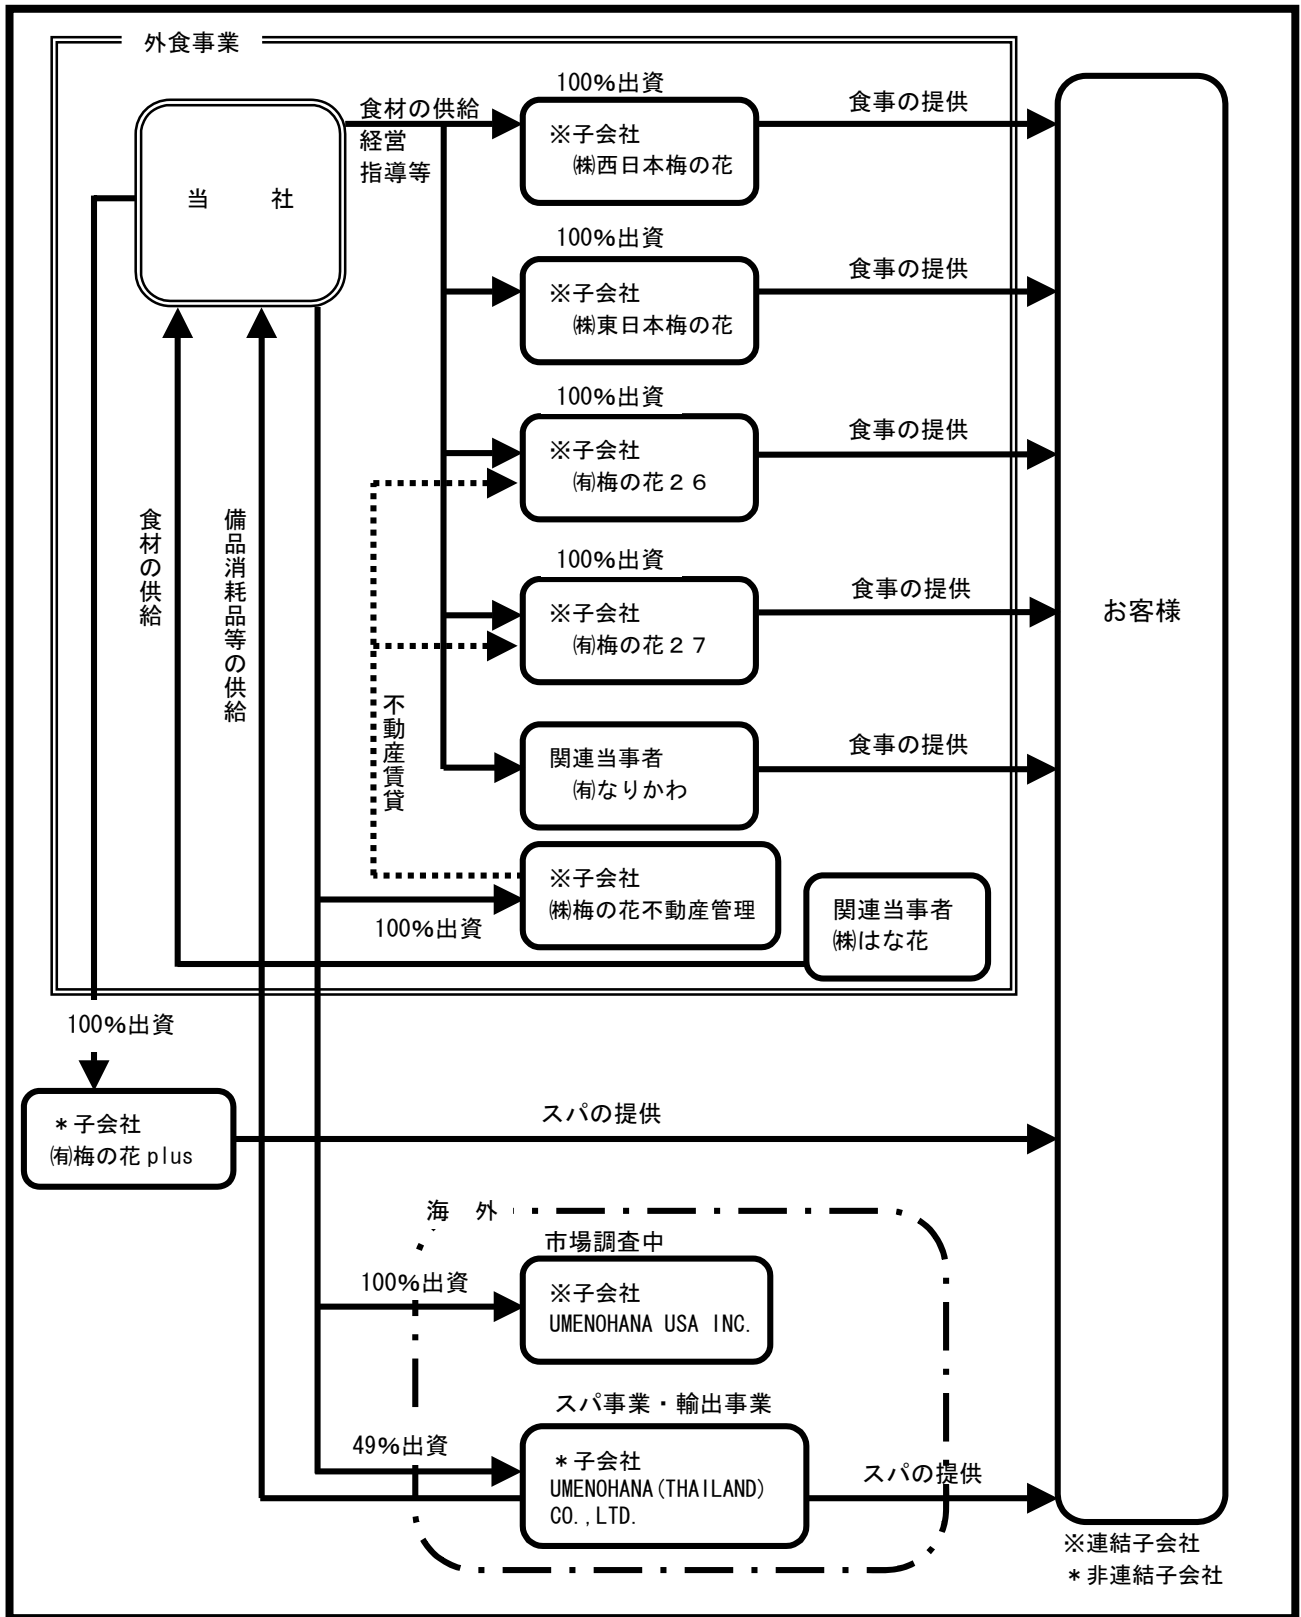 外食事業
当　　社
食材の供給
経営
指導等
100%出資
※子会社
㈱西日本梅の花
食事の提供
100%出資
※子会社
㈱東日本梅の花
食事の提供
100%出資
※子会社
㈲梅の花２６
食事の提供
100%出資
※子会社
㈲梅の花２７
食事の提供
関連当事者
㈲なりかわ
食事の提供
食材の供給
備品消耗品等の供給
不動産賃貸
※子会社
㈱梅の花不動産管理
100%出資
関連当事者
㈱はな花
お客様
100%出資
*子会社
㈲梅の花plus
スパの提供
海　外
市場調査中
100%出資
※子会社
UMENOHANA USA INC.
スパ事業・輸出事業
49%出資
*子会社
UMENOHANA(THAILAND)
CO.,LTD.
スパの提供
※連結子会社
*非連結子会社